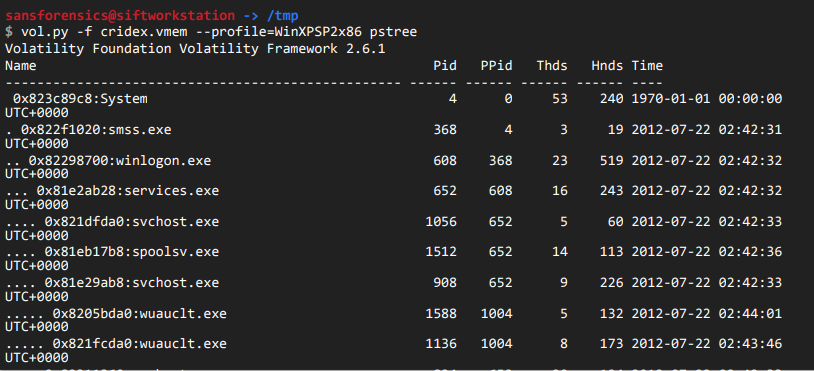 sansforensics@siftworkstation -> /tmp
$ vol.py -f cridex.vmem --profile=WinXPSP2x86 pstree
Volatility Foundation Volatility Framework 2.6.1
Name                                                  Pid   PPid   Thds   Hnds Time
-------------------------------------------------- ------ ------ ------ ------ ----
 0x823c89c8:System                                      4      0     53    240 1970-01-01 00:00:00
UTC+0000
. 0x822f1020:smss.exe                                 368      4      3     19 2012-07-22 02:42:31
UTC+0000
.. 0x82298700:winlogon.exe                            608    368     23    519 2012-07-22 02:42:32
UTC+0000
... 0x81e2ab28:services.exe                           652    608     16    243 2012-07-22 02:42:32
UTC+0000
.... 0x821dfda0:svchost.exe                          1056    652      5     60 2012-07-22 02:42:33
UTC+0000
.... 0x81eb17b8:spoolsv.exe                          1512    652     14    113 2012-07-22 02:42:36
UTC+0000
.... 0x81e29ab8:svchost.exe                           908    652      9    226 2012-07-22 02:42:33
UTC+0000
..... 0x8205bda0:wuauclt.exe                         1588   1004      5    132 2012-07-22 02:44:01
UTC+0000
..... 0x821fcda0:wuauclt.exe                         1136   1004      8    173 2012-07-22 02:43:46
UTC+0000